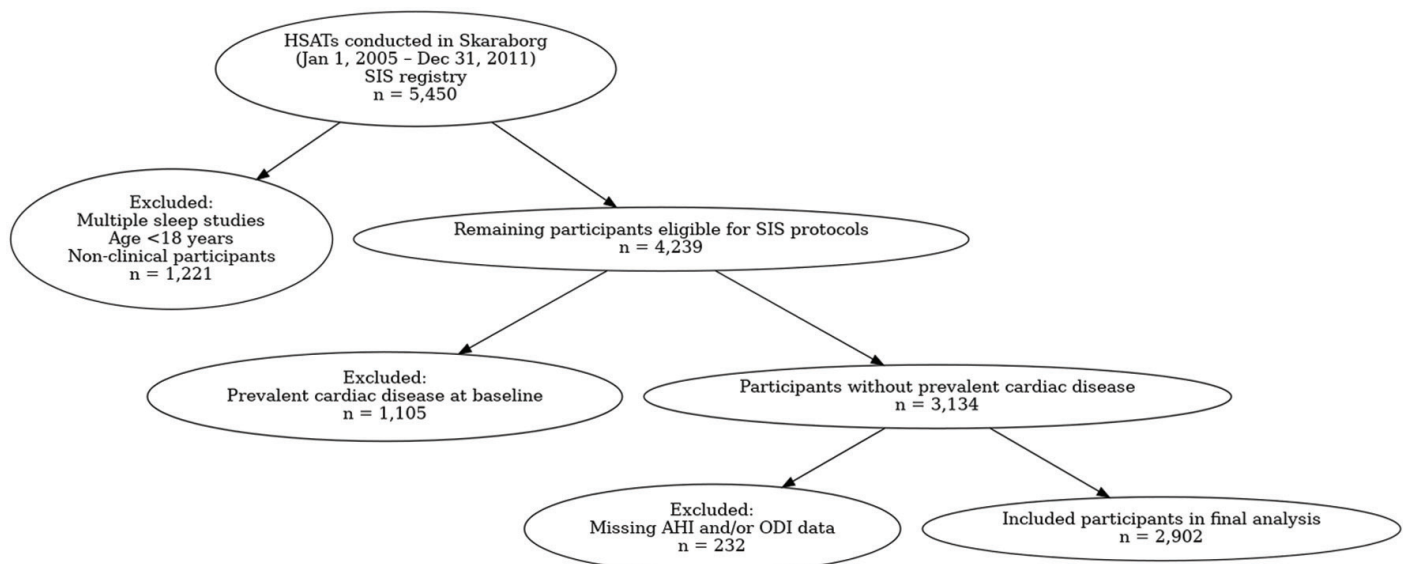 HSATs conducted in Skaraborg
(Jan 1, 2005 – Dec 31, 2011)
SIS registry
n = 5,450
Excluded:
Multiple sleep studies
Age <18 years
Non-clinical participants
n = 1,221
Remaining participants eligible for SIS protocols
n = 4,239
Excluded:
Prevalent cardiac disease at baseline
n = 1,105
Participants without prevalent cardiac disease
n = 3,134
Excluded:
Missing AHI and/or ODI data
n = 232
Included participants in final analysis
n = 2,902